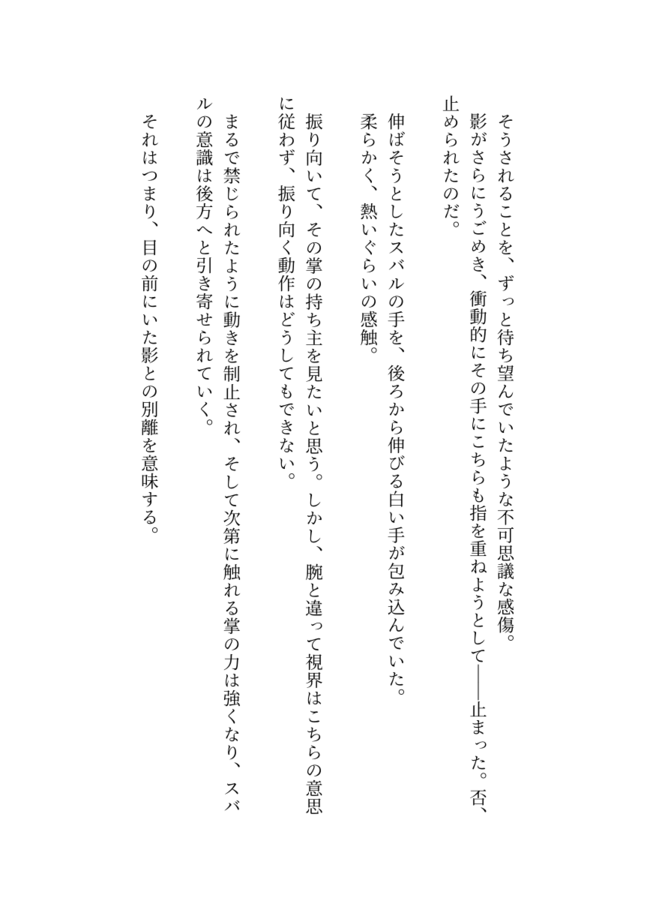 そうされることを、ずっと待ち望んでいたような不可思議な感傷。
影がさらにうごめき、衝動的にその手にこちらも指を重ねようとして――止まった。否、
止められたのだ。
伸ばそうとしたスバルの手を、後ろから伸びる白い手が包み込んでいた。
柔らかく、熱いぐらいの感触。
振り向いて、その掌の持ち主を見たいと思う。しかし、腕と違って視界はこちらの意思
に従わず、振り向く動作はどうしてもできない。
まるで禁じられたように動きを制止され、そして次第に触れる掌の力は強くなり、スバ
ルの意識は後方へと引き寄せられていく。
それはつまり、目の前にいた影との別離を意味する。